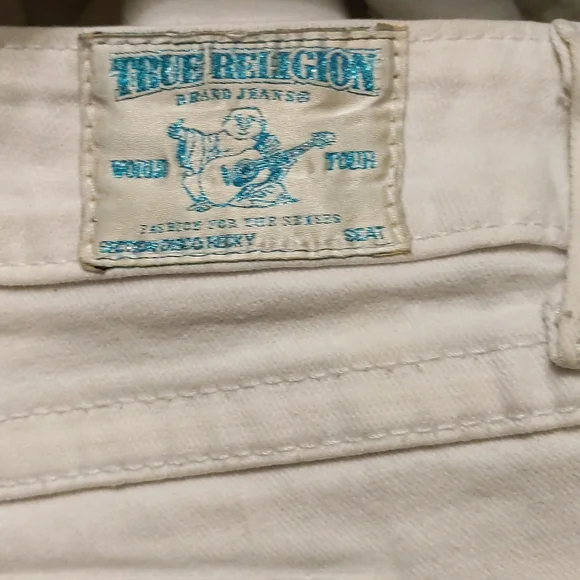 TRUE RELIGION
BRAND JEANS
WORLD TOUR
FASHION FOR THE SENSES
SECTION DISCO BECKY SEAT